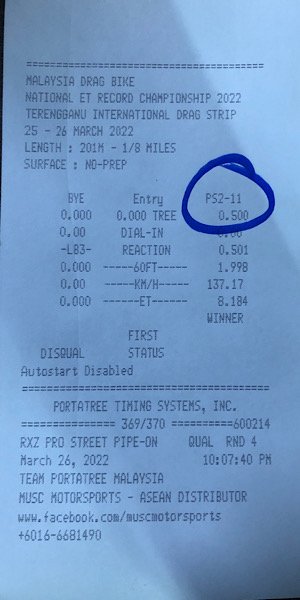 ========================================
MALAYSIA DRAG BIKE
NATIONAL ET RECORD CHAMPIONSHIP 2022
TERENGGANU INTERNATIONAL DRAG STRIP
25 - 26 MARCH 2022
LENGTH : 201M - 1/8 MILES
SURFACE : NO-PREP
BYE Entry PS2-11
0.000 0.000 TREE 0.500
0.00 DIAL-IN 0.00
-LB3- REACTION 0.501
0.000 -----60FT------ 1.998
0.00 -----KM/H------ 137.17
0.000 ------ET------- 8.184
WINNER
FIRST
DISQUAL STATUS
Autostart Disabled
========================================
PORTATREE TIMING SYSTEMS, INC.
=============== 369/370 ==========600214
RXZ PRO STREET PIPE-ON QUAL RND 4
March 26, 2022 10:07:40 PM
TEAM PORTATREE MALAYSIA
MUSC MOTORSPORTS - ASEAN DISTRIBUTOR
www.facebook.com/muscmotorsports
+6016-6681490